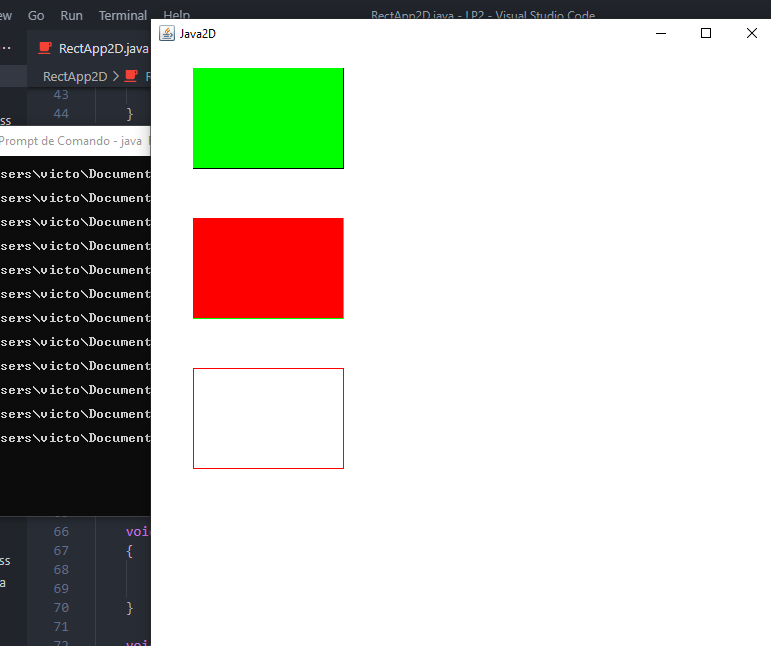 ew Go Run Terminal Help RectApp2D.java - LP2 - Visual Studio Code
Java2D
RectApp2D.java
RectApp2D > R
43
44 }
ss
Prompt de Comando - java
sers\victo\Document
sers\victo\Document
sers\victo\Document
sers\victo\Document
sers\victo\Document
sers\victo\Document
sers\victo\Document
sers\victo\Document
sers\victo\Document
sers\victo\Document
sers\victo\Document
sers\victo\Document
66 voi
67 {
ss
68
a
69
70 }
71
72 voi